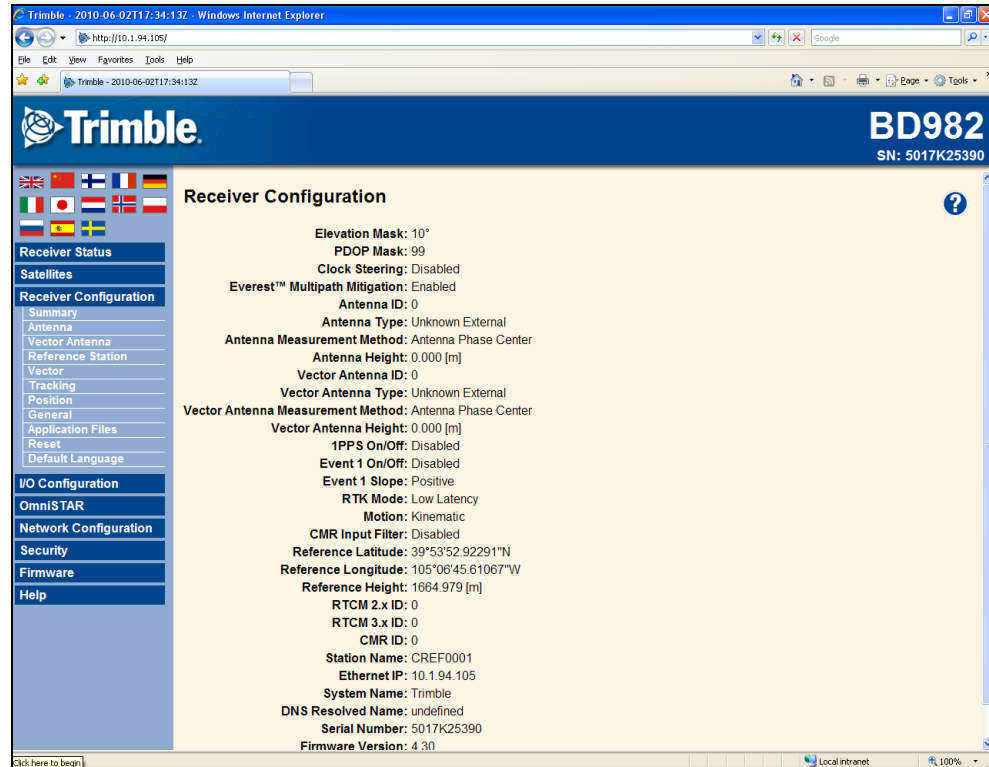 Trimble - 2010-06-02T17:34:13Z - Windows Internet Explorer
http://10.1.94.105/
Google
File Edit View Favorites Tools Help
Trimble - 2010-06-02T17:34:13Z
Page Tools
Trimble.
BD982
SN: 5017K25390
Receiver Status
Satellites
Receiver Configuration
Summary
Antenna
Vector Antenna
Reference Station
Vector
Tracking
Position
General
Application Files
Reset
Default Language
I/O Configuration
OmniSTAR
Network Configuration
Security
Firmware
Help
Receiver Configuration
?
Elevation Mask: 10°
PDOP Mask: 99
Clock Steering: Disabled
Everest™ Multipath Mitigation: Enabled
Antenna ID: 0
Antenna Type: Unknown External
Antenna Measurement Method: Antenna Phase Center
Antenna Height: 0.000 [m]
Vector Antenna ID: 0
Vector Antenna Type: Unknown External
Vector Antenna Measurement Method: Antenna Phase Center
Vector Antenna Height: 0.000 [m]
1PPS On/Off: Disabled
Event 1 On/Off: Disabled
Event 1 Slope: Positive
RTK Mode: Low Latency
Motion: Kinematic
CMR Input Filter: Disabled
Reference Latitude: 39°53'52.92291"N
Reference Longitude: 105°06'45.61067"W
Reference Height: 1664.979 [m]
RTCM 2.x ID: 0
RTCM 3.x ID: 0
CMR ID: 0
Station Name: CREF0001
Ethernet IP: 10.1.94.105
System Name: Trimble
DNS Resolved Name: undefined
Serial Number: 5017K25390
Firmware Version: 4.30
Click here to begin
Local intranet
100%